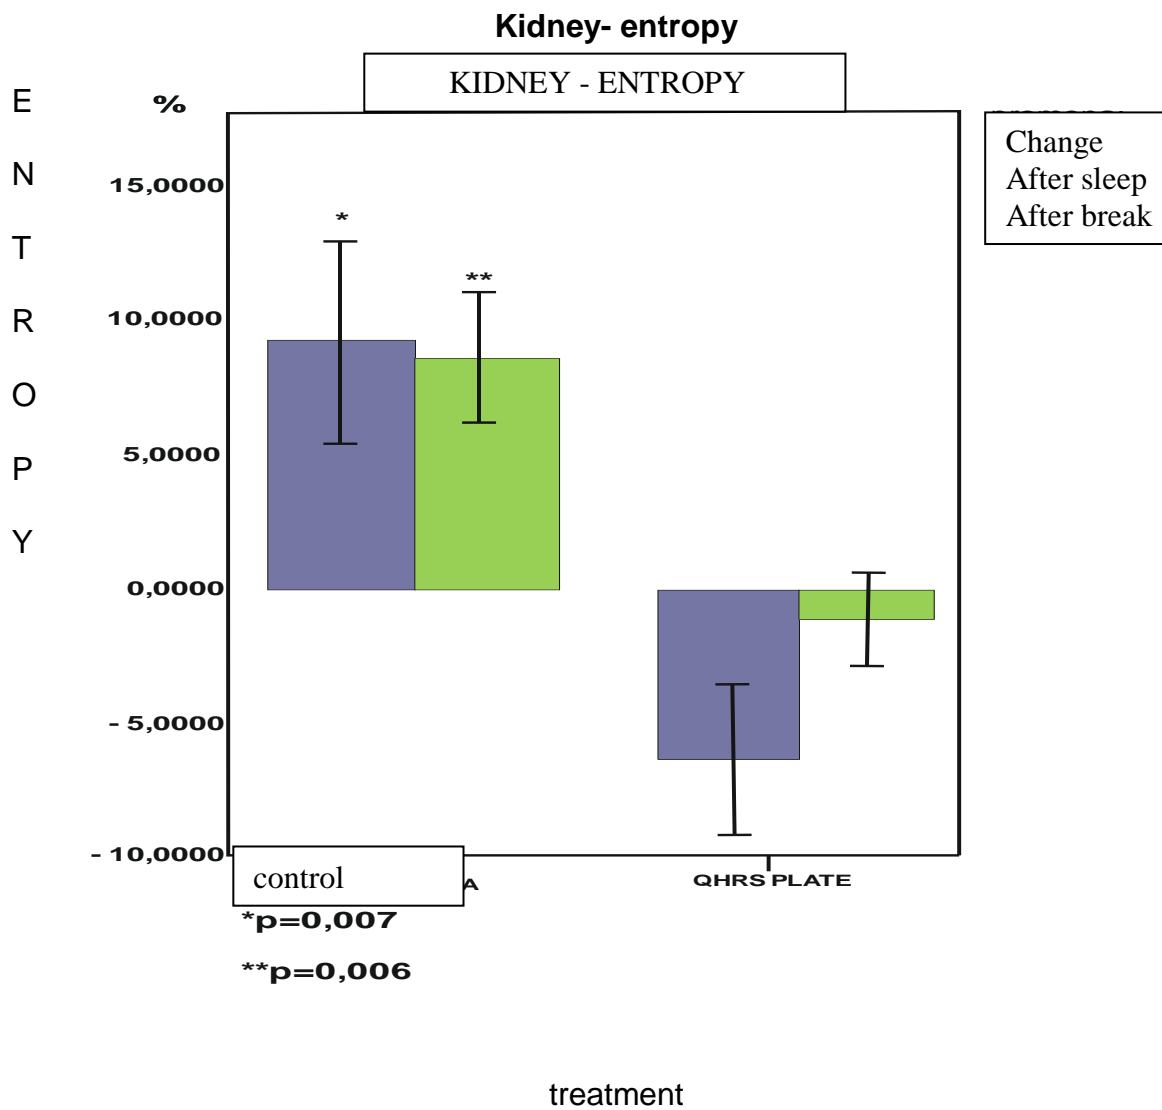 Kidney- entropy
KIDNEY - ENTROPY
E
N
T
R
O
P
Y
%
15,0000
10,0000
5,0000
0,0000
- 5,0000
- 10,0000
*
**
Change
After sleep
After break
control
A
QHRS PLATE
*p=0,007
**p=0,006
treatment